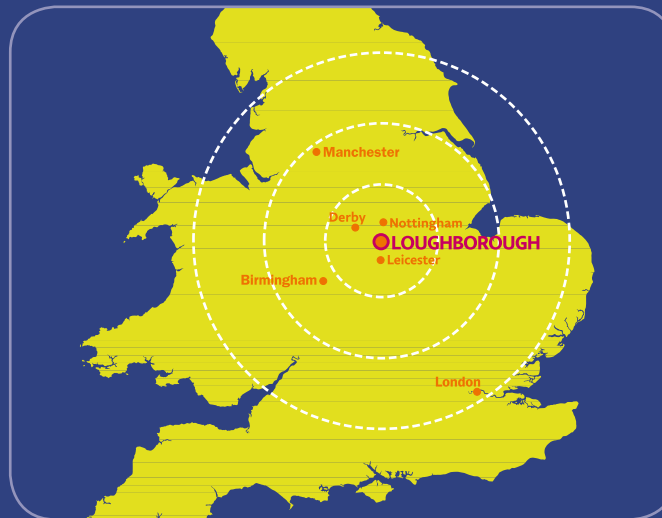 Manchester
Derby
Nottingham
LOUGHBOROUGH
Leicester
Birmingham
London